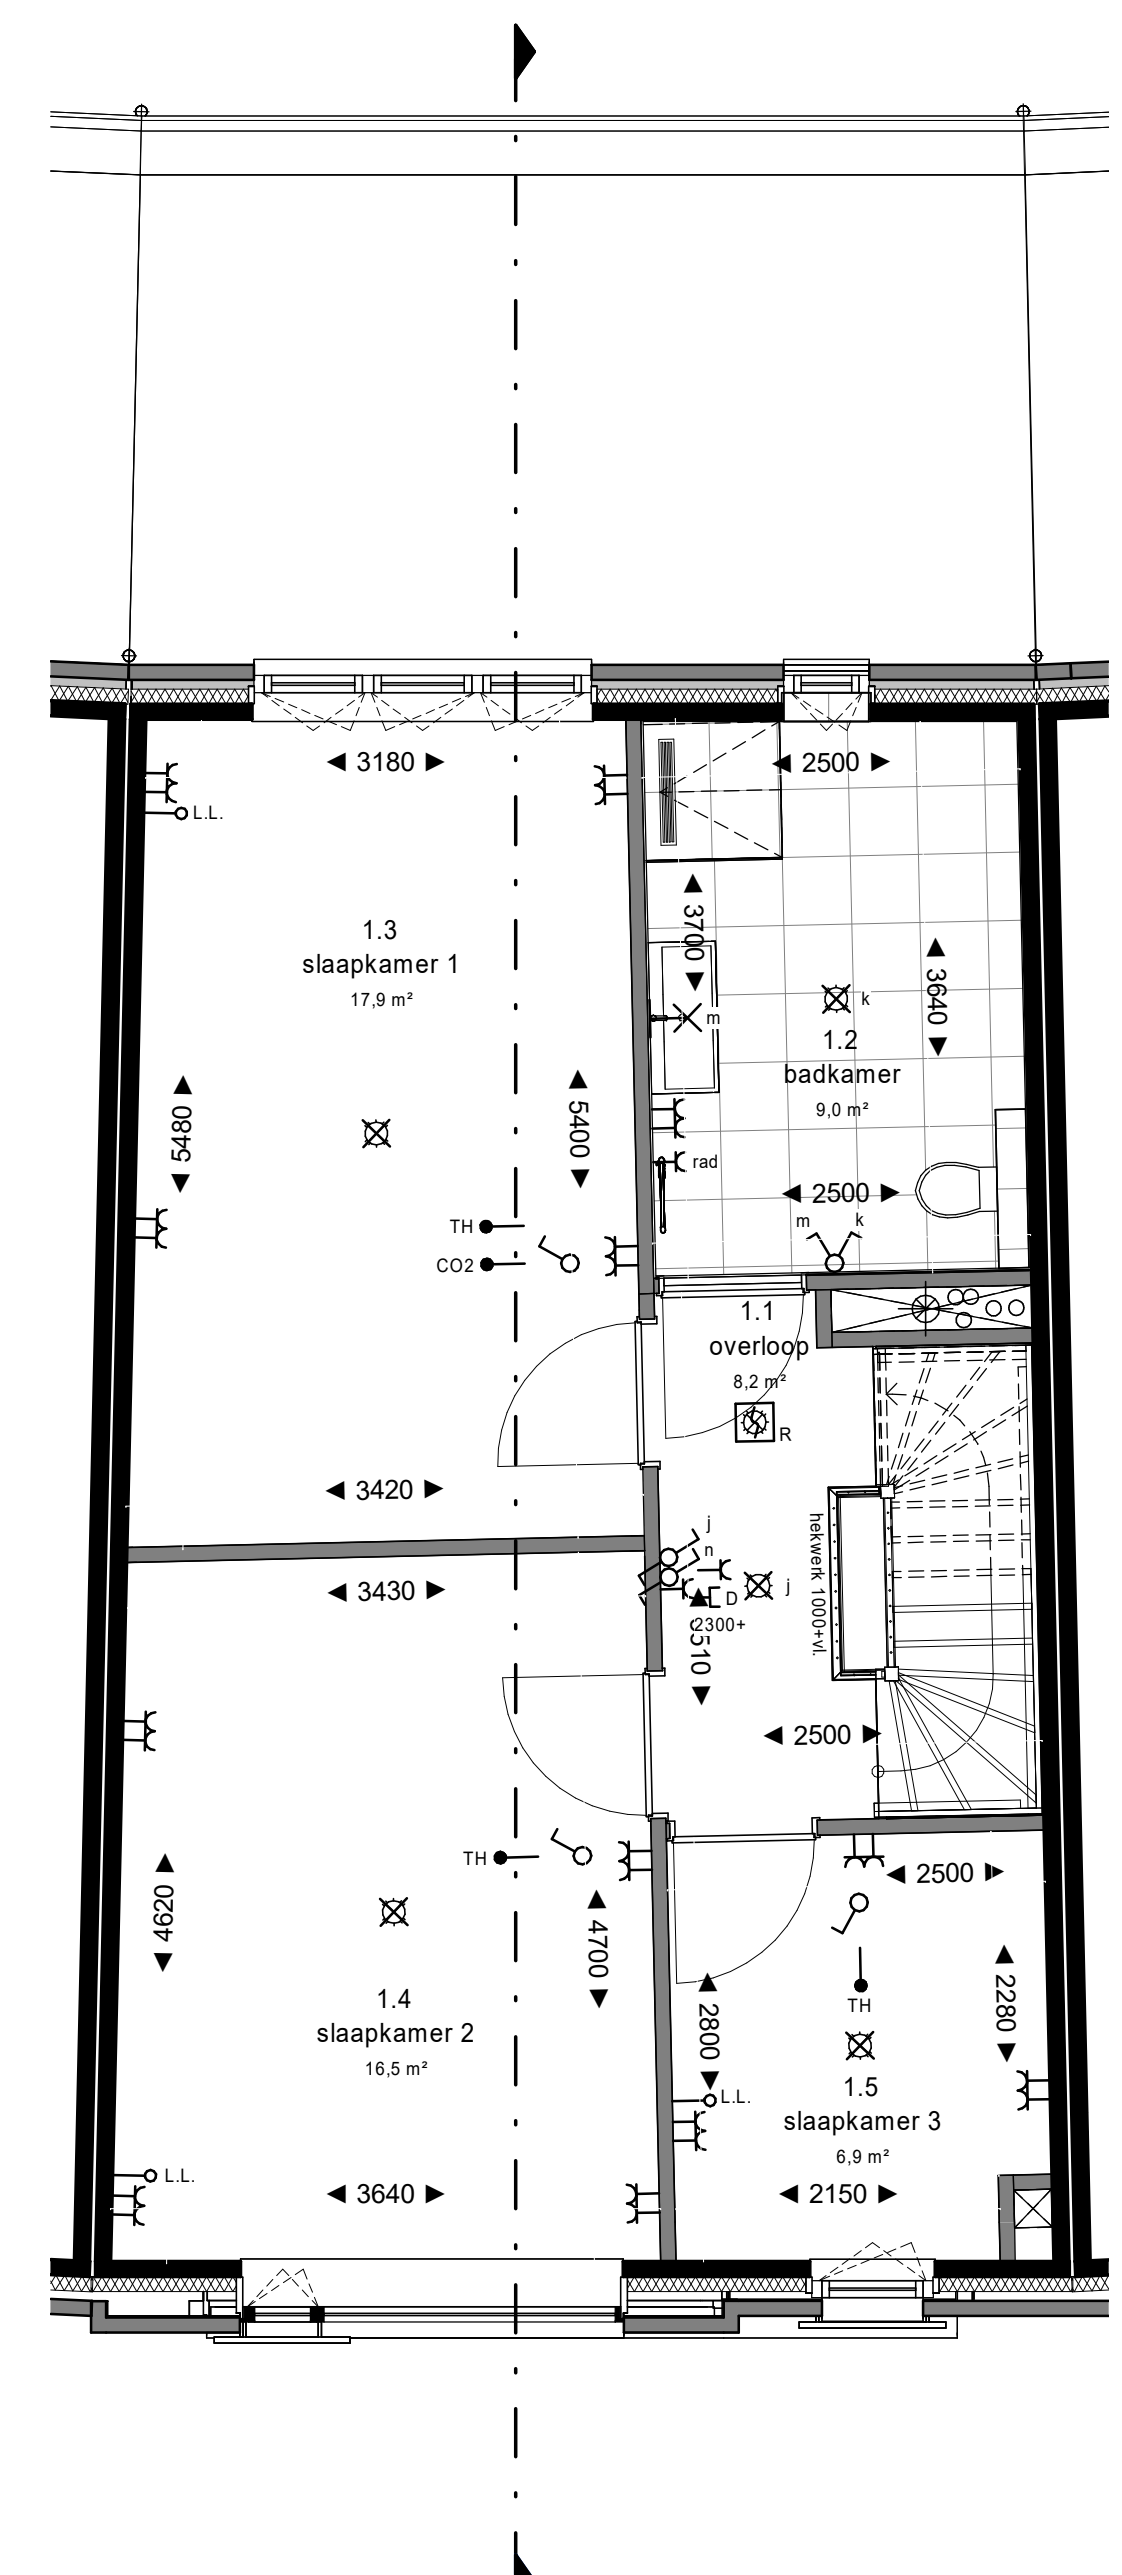 3180
2500
L.L.
3700
1.3
slaapkamer 1
17,9 m²
3640
k
m
1.2
badkamer
9,0 m²
5480
5400
rad
2500
m
k
TH
CO2
1.1
overloop
8,2 m²
R
3420
j
n
hekwerk 1000+vl.
3430
j
D
2300+
2500
TH
2500
4620
4700
1.4
slaapkamer 2
16,5 m²
2280
TH
2800
1.5
slaapkamer 3
6,9 m²
L.L.
L.L.
3640
2150